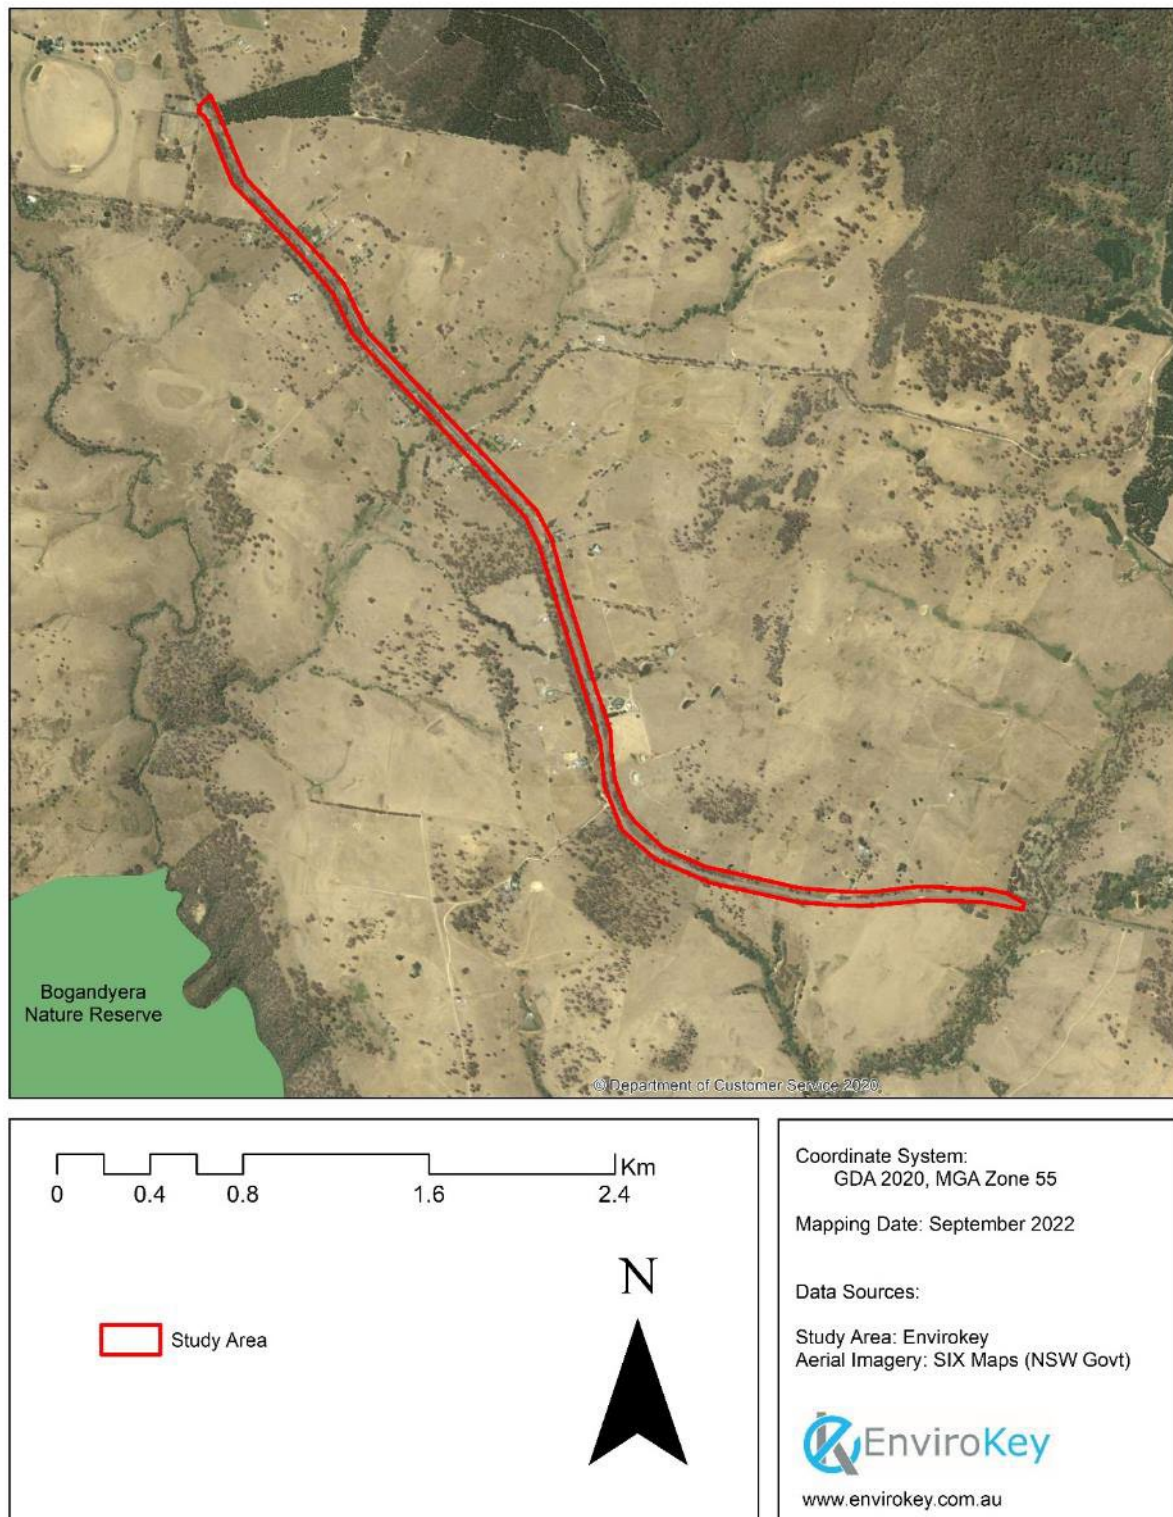 Bogandyera
Nature Reserve
© Department of Customer Service 2020
0 0.4 0.8 1.6 2.4
Km
N
Study Area
Coordinate System:
GDA 2020, MGA Zone 55
Mapping Date: September 2022
Data Sources:
Study Area: Envirokey
Aerial Imagery: SIX Maps (NSW Govt)
EnviroKey
www.envirokey.com.au